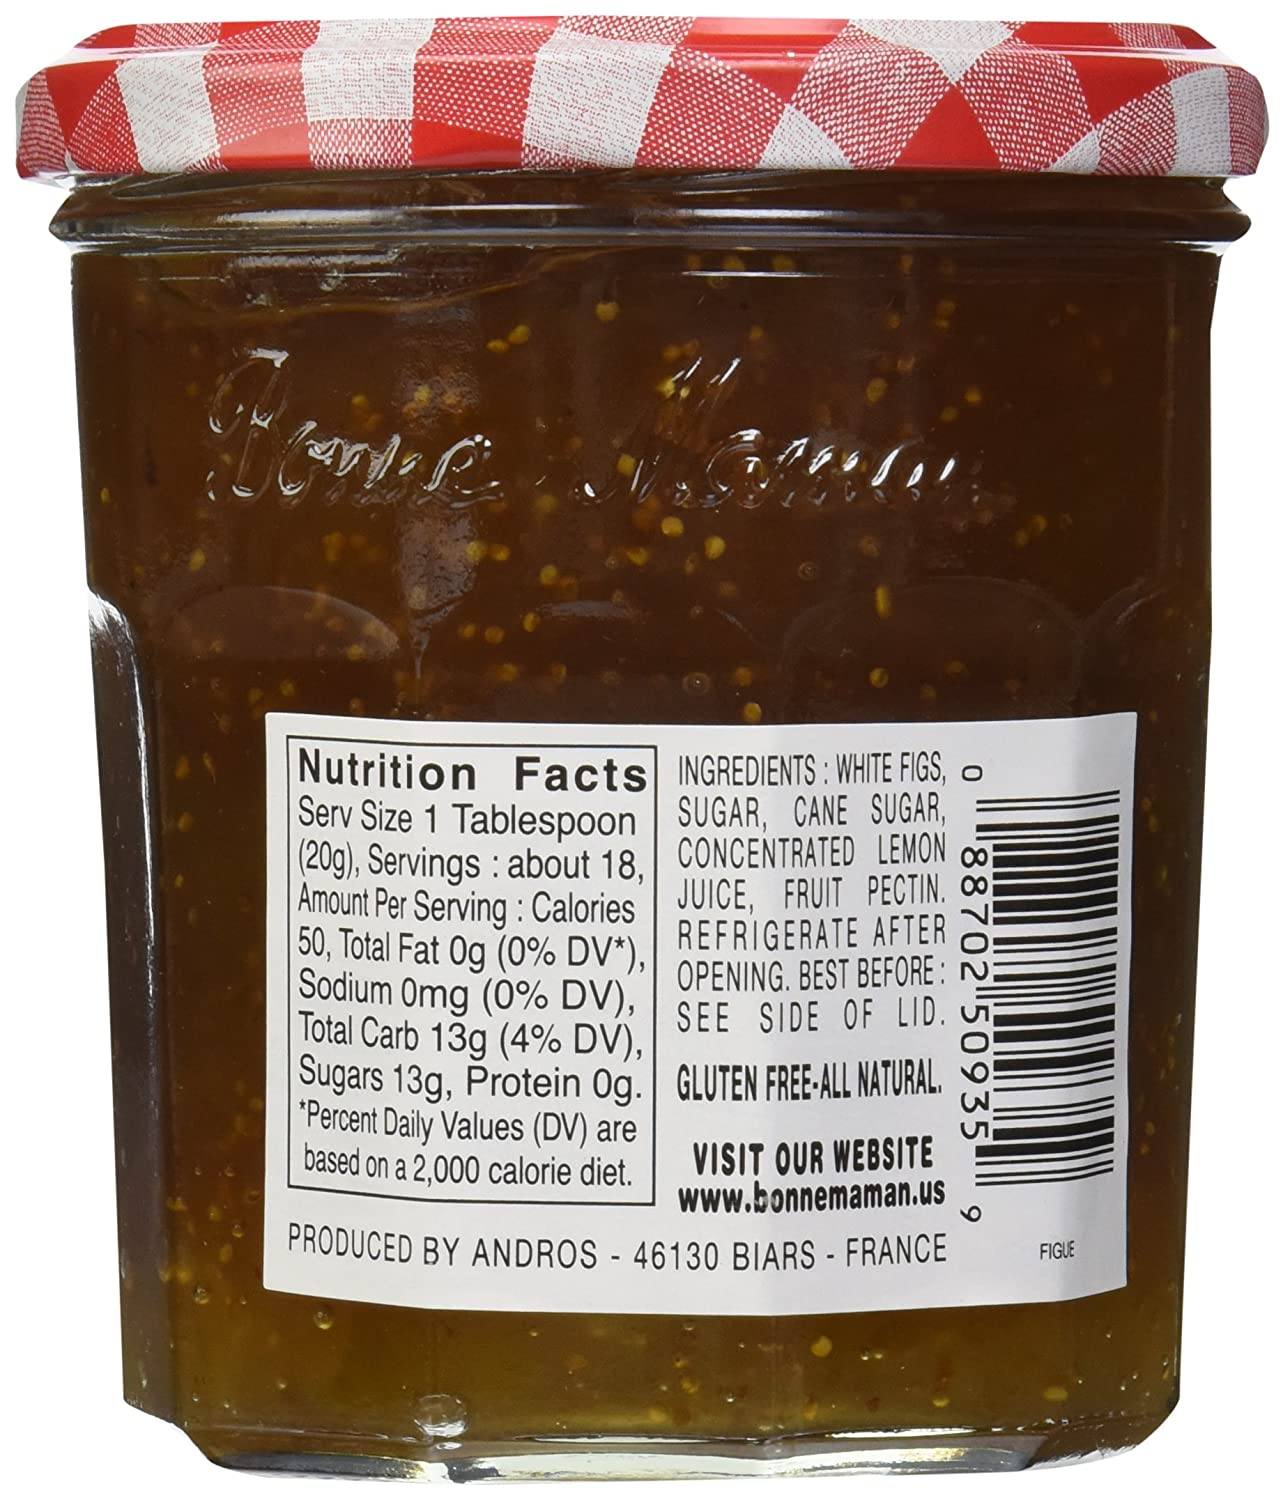 Bonne Maman
Nutrition Facts
Serv Size 1 Tablespoon
(20g), Servings : about 18,
Amount Per Serving : Calories
50, Total Fat 0g (0% DV*),
Sodium 0mg (0% DV),
Total Carb 13g (4% DV),
Sugars 13g, Protein 0g.
*Percent Daily Values (DV) are
based on a 2,000 calorie diet.
INGREDIENTS : WHITE FIGS,
SUGAR, CANE SUGAR,
CONCENTRATED LEMON
JUICE, FRUIT PECTIN.
REFRIGERATE AFTER
OPENING. BEST BEFORE :
SEE SIDE OF LID.
GLUTEN FREE-ALL NATURAL.
VISIT OUR WEBSITE
www.bonnemaman.us
PRODUCED BY ANDROS - 46130 BIARS - FRANCE
0 88702 50935 9
FIGUE